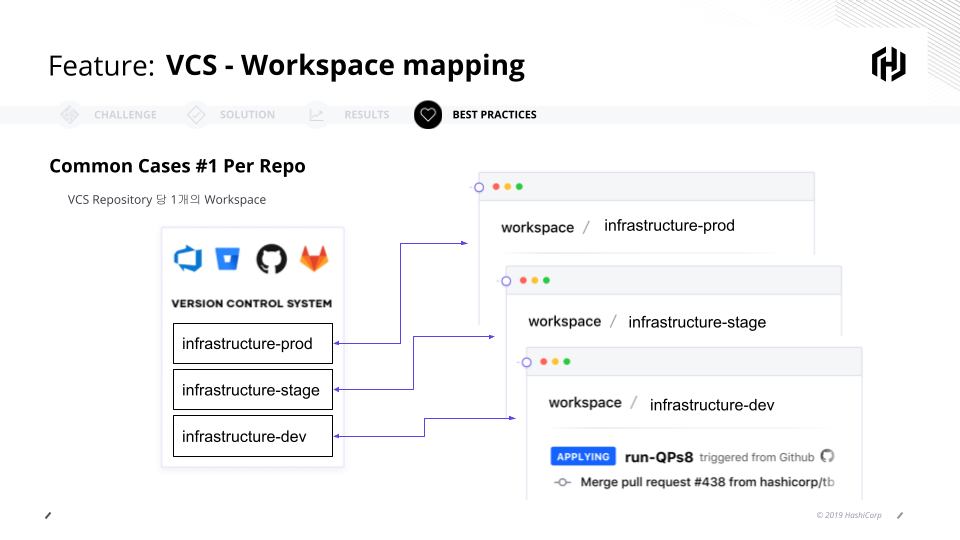 Feature: VCS - Workspace mapping
CHALLENGE SOLUTION RESULTS BEST PRACTICES
Common Cases #1 Per Repo
VCS Repository 당 1개의 Workspace
VERSION CONTROL SYSTEM
infrastructure-prod
infrastructure-stage
infrastructure-dev
workspace / infrastructure-prod
workspace / infrastructure-stage
workspace / infrastructure-dev
APPLYING run-QPs8 triggered from Github
Merge pull request #438 from hashicorp/tb
© 2019 HashiCorp